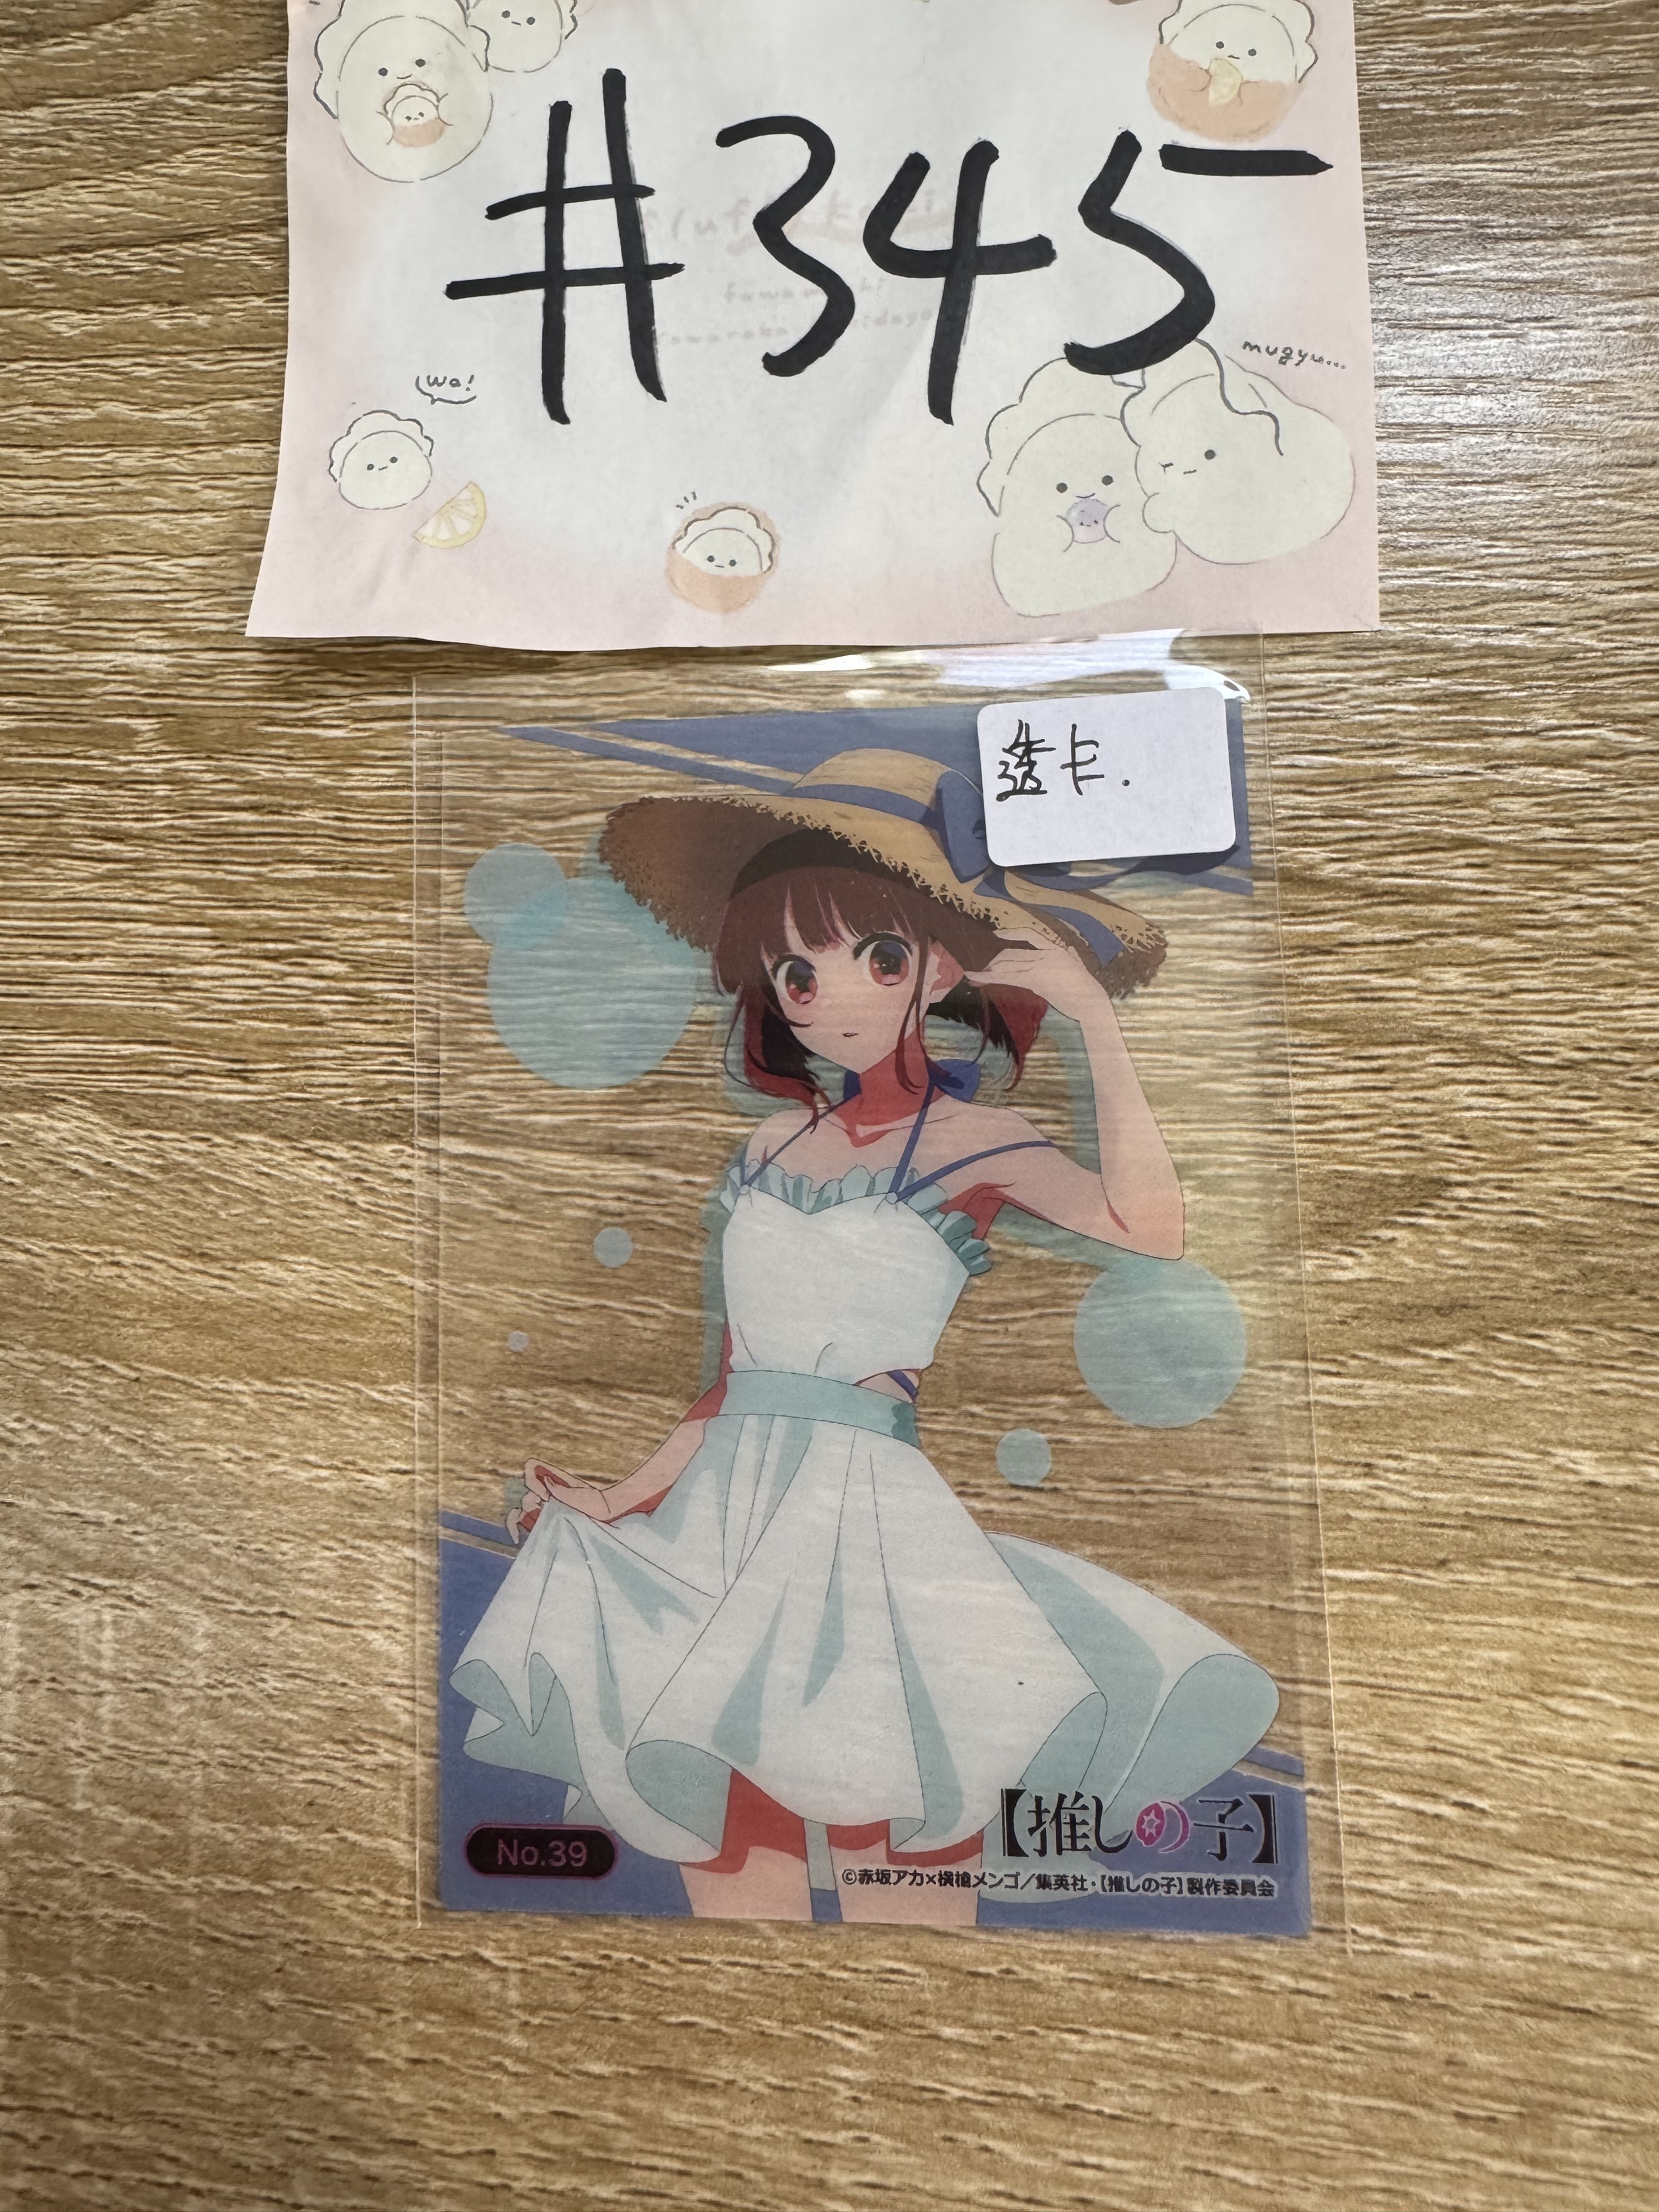 #345
wa!
mugyu...
透卡.
No.39
【推しの子】
©赤坂アカ×横槍メンゴ/集英社・【推しの子】製作委員会